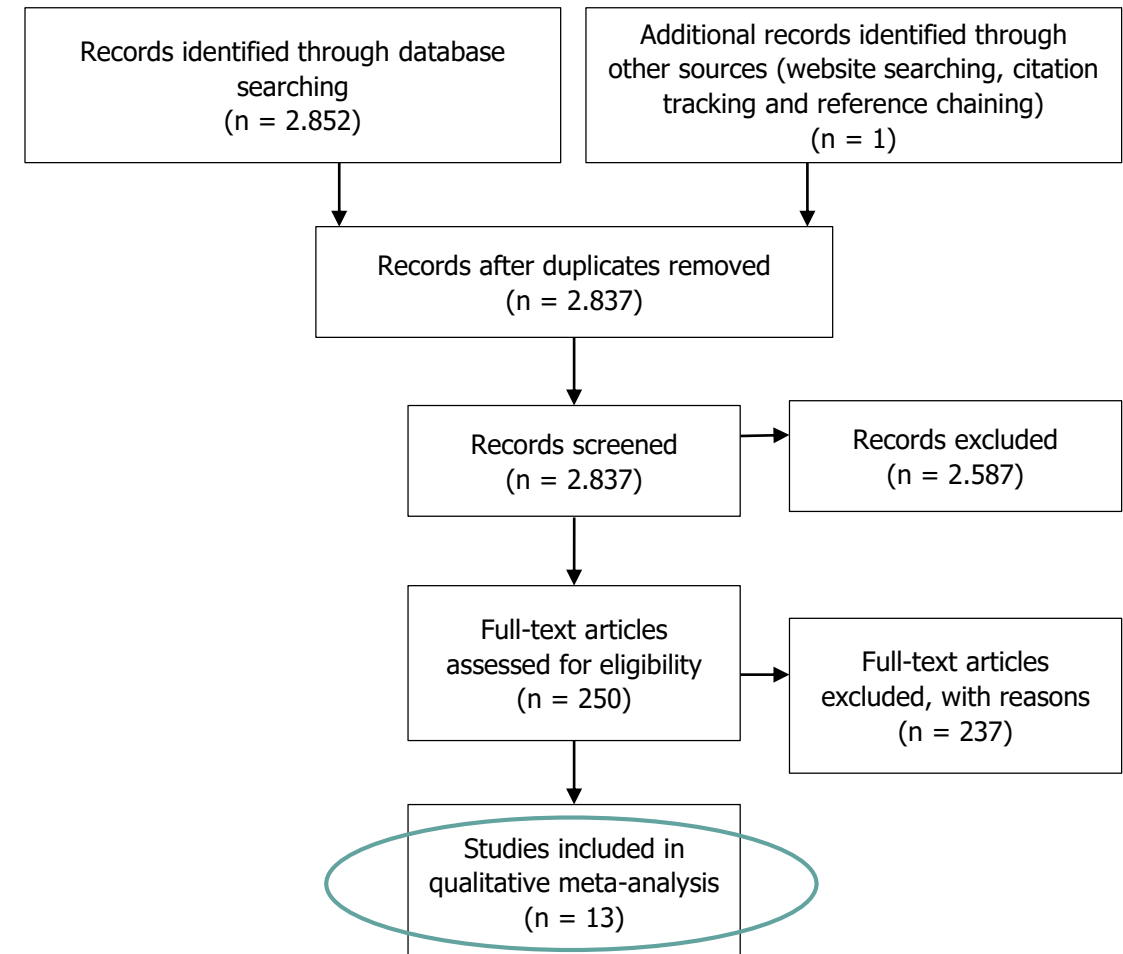 Records identified through database
searching
(n = 2.852)
Additional records identified through
other sources (website searching, citation
tracking and reference chaining)
(n = 1)
Records after duplicates removed
(n = 2.837)
Records screened
(n = 2.837)
Records excluded
(n = 2.587)
Full-text articles
assessed for eligibility
(n = 250)
Full-text articles
excluded, with reasons
(n = 237)
Studies included in
qualitative meta-analysis
(n = 13)